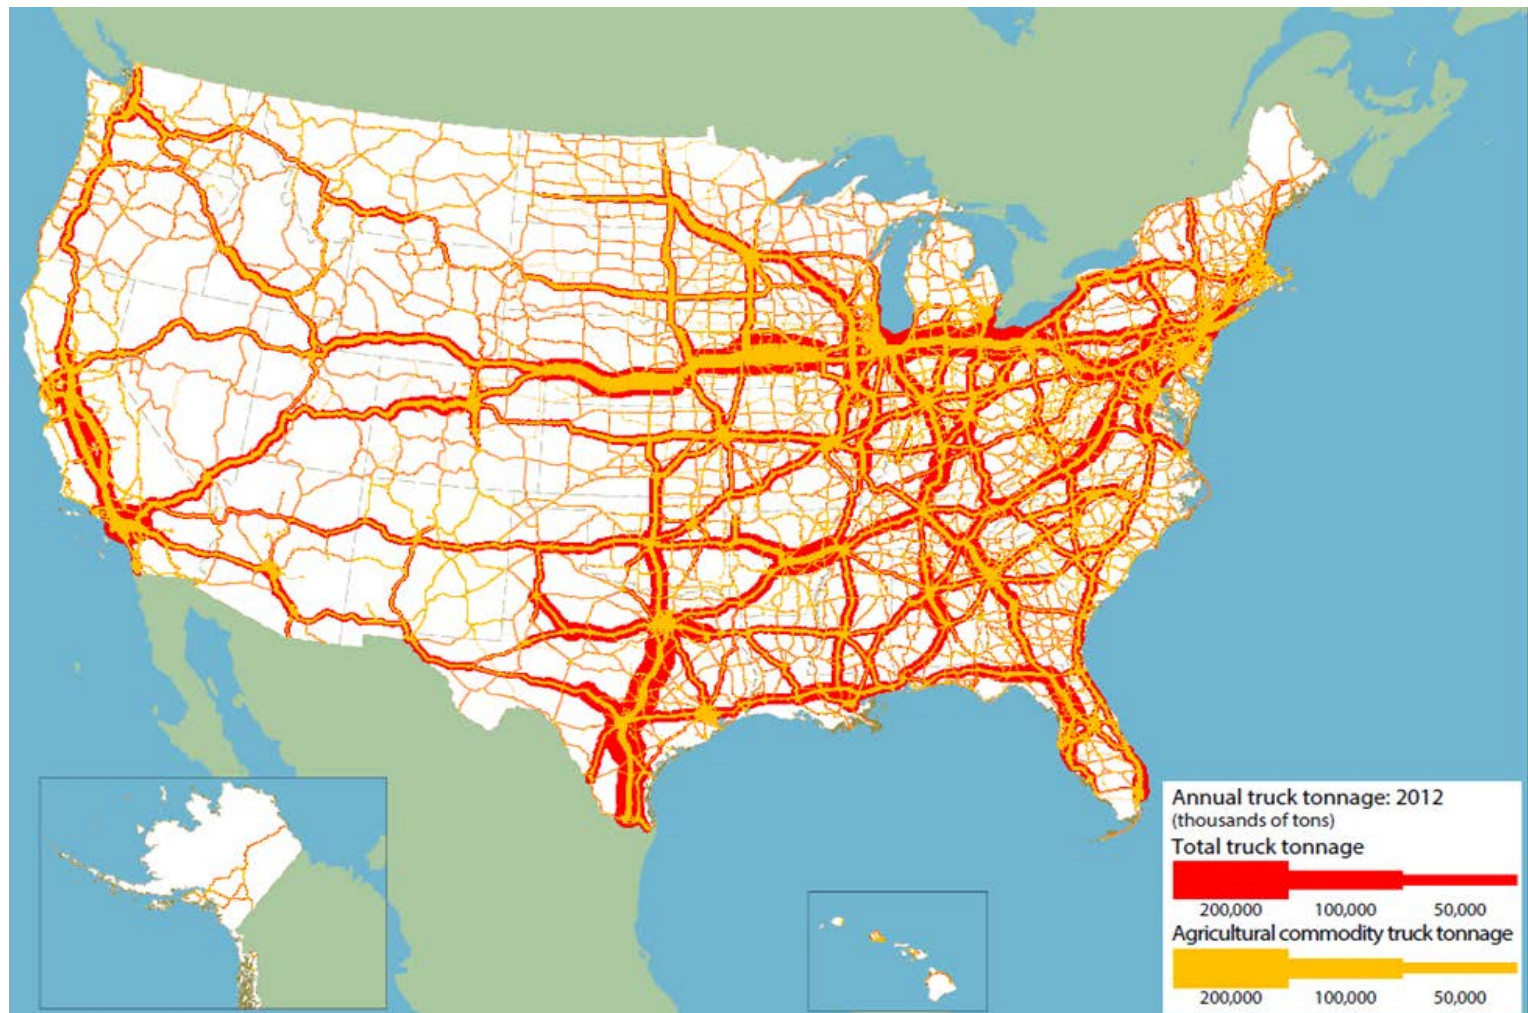 Annual truck tonnage: 2012
(thousands of tons)
Total truck tonnage
200,000 100,000 50,000
Agricultural commodity truck tonnage
200,000 100,000 50,000